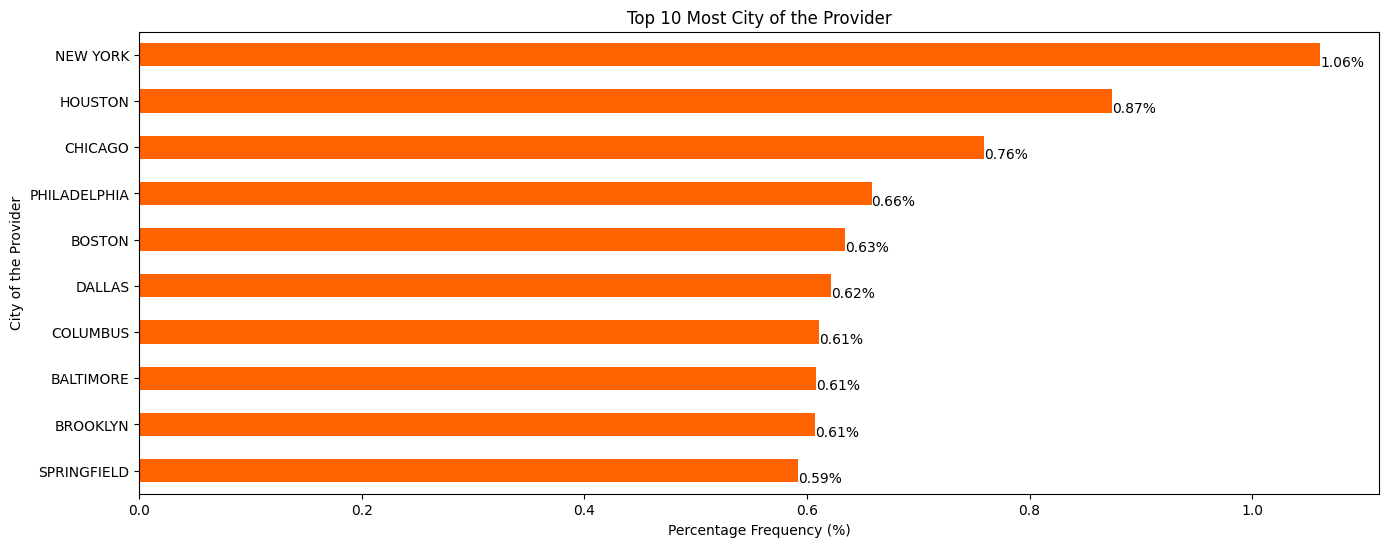 Top 10 Most City of the Provider
City of the Provider
NEW YORK
1.06%
HOUSTON
0.87%
CHICAGO
0.76%
PHILADELPHIA
0.66%
BOSTON
0.63%
DALLAS
0.62%
COLUMBUS
0.61%
BALTIMORE
0.61%
BROOKLYN
0.61%
SPRINGFIELD
0.59%
0.0 0.2 0.4 0.6 0.8 1.0
Percentage Frequency (%)